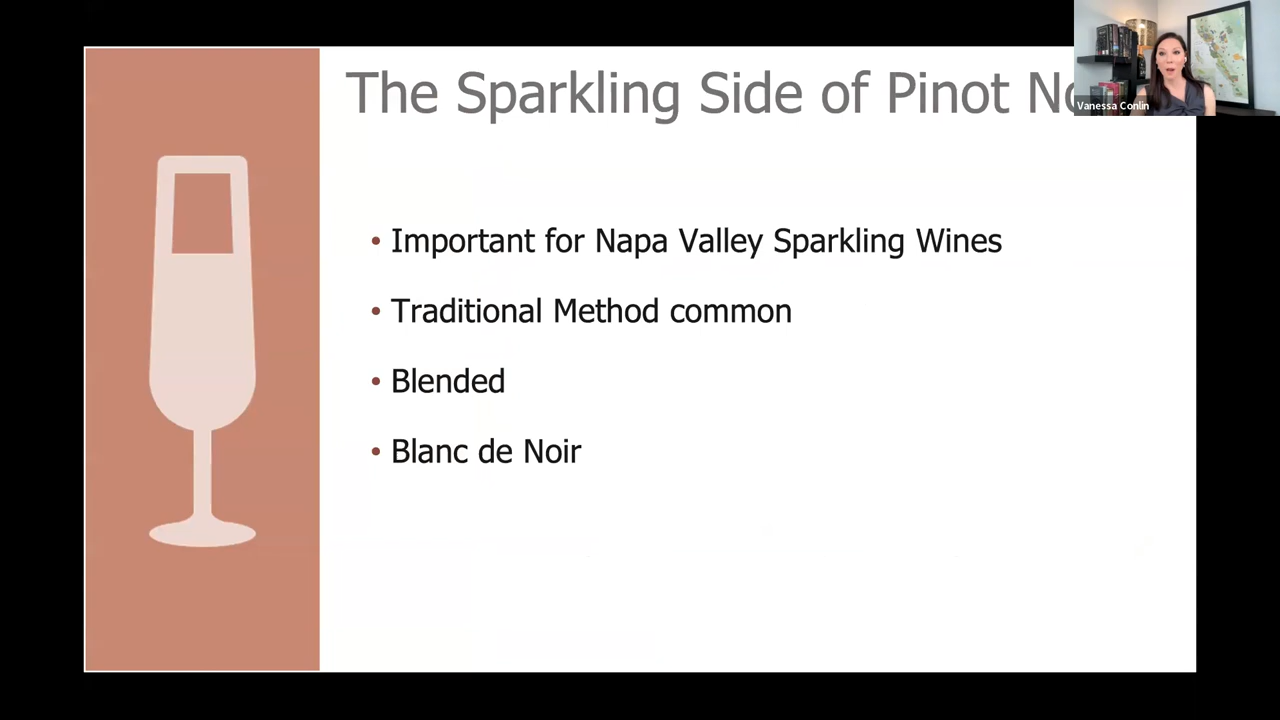 The Sparkling Side of Pinot
Vanessa Conlin
• Important for Napa Valley Sparkling Wines
• Traditional Method common
• Blended
• Blanc de Noir